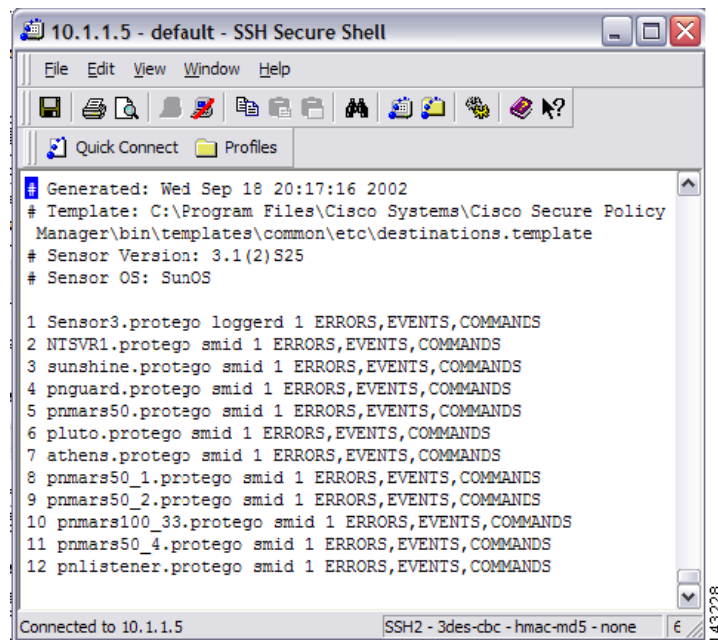 10.1.1.5 - default - SSH Secure Shell
File Edit View Window Help
Quick Connect Profiles
# Generated: Wed Sep 18 20:17:16 2002
# Template: C:\Program Files\Cisco Systems\Cisco Secure Policy
Manager\bin\templates\common\etc\destinations.template
# Sensor Version: 3.1(2)S25
# Sensor OS: SunOS
1 Sensor3.protego loggerd 1 ERRORS,EVENTS,COMMANDS
2 NTSVR1.protego smid 1 ERRORS,EVENTS,COMMANDS
3 sunshine.protego smid 1 ERRORS,EVENTS,COMMANDS
4 pnguard.protego smid 1 ERRORS,EVENTS,COMMANDS
5 pnmars50.protego smid 1 ERRORS,EVENTS,COMMANDS
6 pluto.protego smid 1 ERRORS,EVENTS,COMMANDS
7 athens.protego smid 1 ERRORS,EVENTS,COMMANDS
8 pnmars50_1.protego smid 1 ERRORS,EVENTS,COMMANDS
9 pnmars50_2.protego smid 1 ERRORS,EVENTS,COMMANDS
10 pnmars100_33.protego smid 1 ERRORS,EVENTS,COMMANDS
11 pnmars50_4.protego smid 1 ERRORS,EVENTS,COMMANDS
12 pnlistener.protego smid 1 ERRORS,EVENTS,COMMANDS
Connected to 10.1.1.5 SSH2 - 3des-cbc - hmac-md5 - none
43228